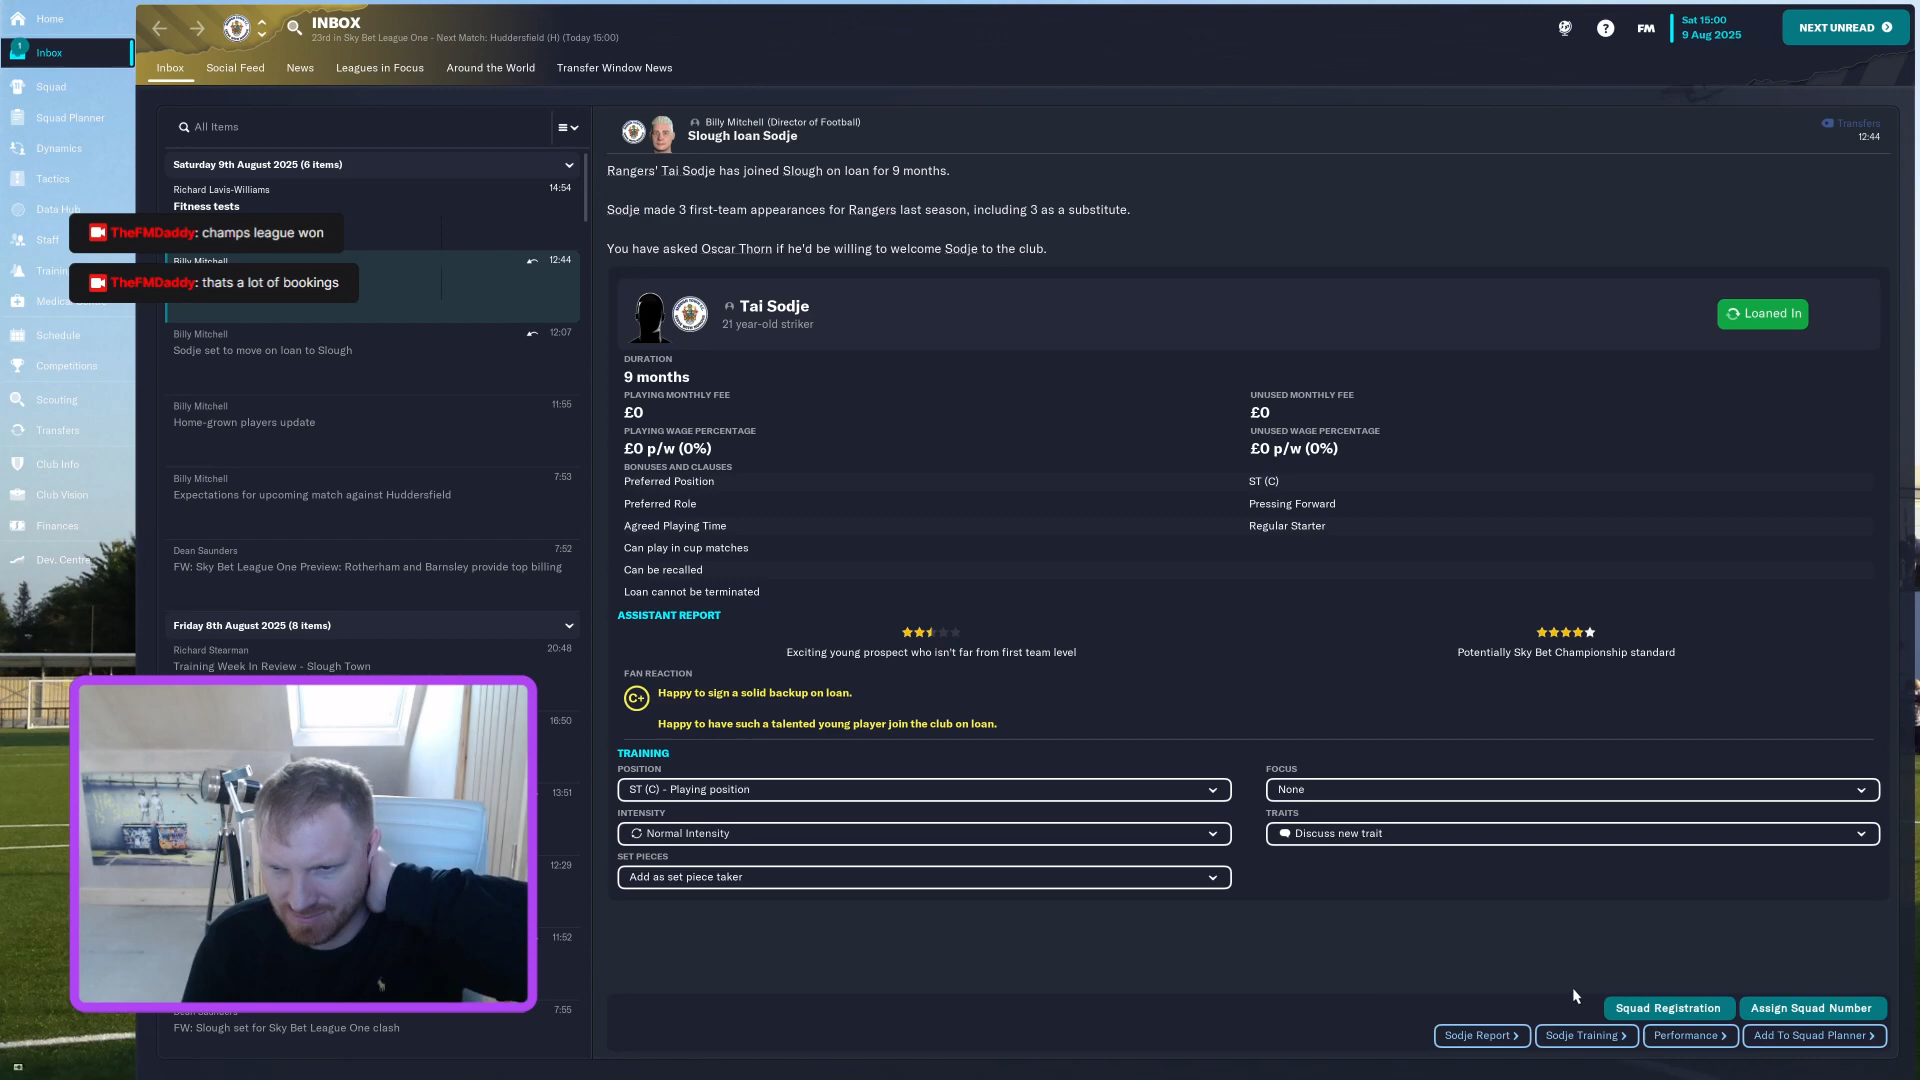 Home
INBOX
23rd in Sky Bet League One - Next Match: Huddersfield (H) (Today 15:00)
FM
Sat 15:00
9 Aug 2025
NEXT UNREAD
1
Inbox
Inbox
Social Feed
News
Leagues in Focus
Around the World
Transfer Window News
Squad
Squad Planner
Dynamics
Tactics
Data Hub
Staff
Schedule
Competitions
Scouting
Transfers
Club Info
Club Vision
Finances
Dev. Centre
All Items
Saturday 9th August 2025 (6 items)
Richard Lavis-Williams
14:54
Fitness tests
TheFMDaddy: champs league won
Billy Mitchell
12:44
TheFMDaddy: thats a lot of bookings
Billy Mitchell
12:07
Sodje set to move on loan to Slough
Billy Mitchell
11:55
Home-grown players update
Billy Mitchell
7:53
Expectations for upcoming match against Huddersfield
Dean Saunders
7:52
FW: Sky Bet League One Preview: Rotherham and Barnsley provide top billing
Friday 8th August 2025 (8 items)
Richard Stearman
20:48
Training Week In Review - Slough Town
16:50
13:51
12:29
11:52
Dean Saunders
7:55
FW: Slough set for Sky Bet League One clash
Billy Mitchell (Director of Football)
Slough loan Sodje
Transfers
12:44
Rangers' Tai Sodje has joined Slough on loan for 9 months.
Sodje made 3 first-team appearances for Rangers last season, including 3 as a substitute.
You have asked Oscar Thorn if he'd be willing to welcome Sodje to the club.
Tai Sodje
21 year-old striker
Loaned In
DURATION
9 months
PLAYING MONTHLY FEE
£0
UNUSED MONTHLY FEE
£0
PLAYING WAGE PERCENTAGE
£0 p/w (0%)
UNUSED WAGE PERCENTAGE
£0 p/w (0%)
BONUSES AND CLAUSES
Preferred Position
ST (C)
Preferred Role
Pressing Forward
Agreed Playing Time
Regular Starter
Can play in cup matches
Can be recalled
Loan cannot be terminated
ASSISTANT REPORT
Exciting young prospect who isn't far from first team level
Potentially Sky Bet Championship standard
FAN REACTION
C+
Happy to sign a solid backup on loan.
Happy to have such a talented young player join the club on loan.
TRAINING
POSITION
ST (C) - Playing position
FOCUS
None
INTENSITY
Normal Intensity
TRAITS
Discuss new trait
SET PIECES
Add as set piece taker
Squad Registration
Assign Squad Number
Sodje Report
Sodje Training
Performance
Add To Squad Planner